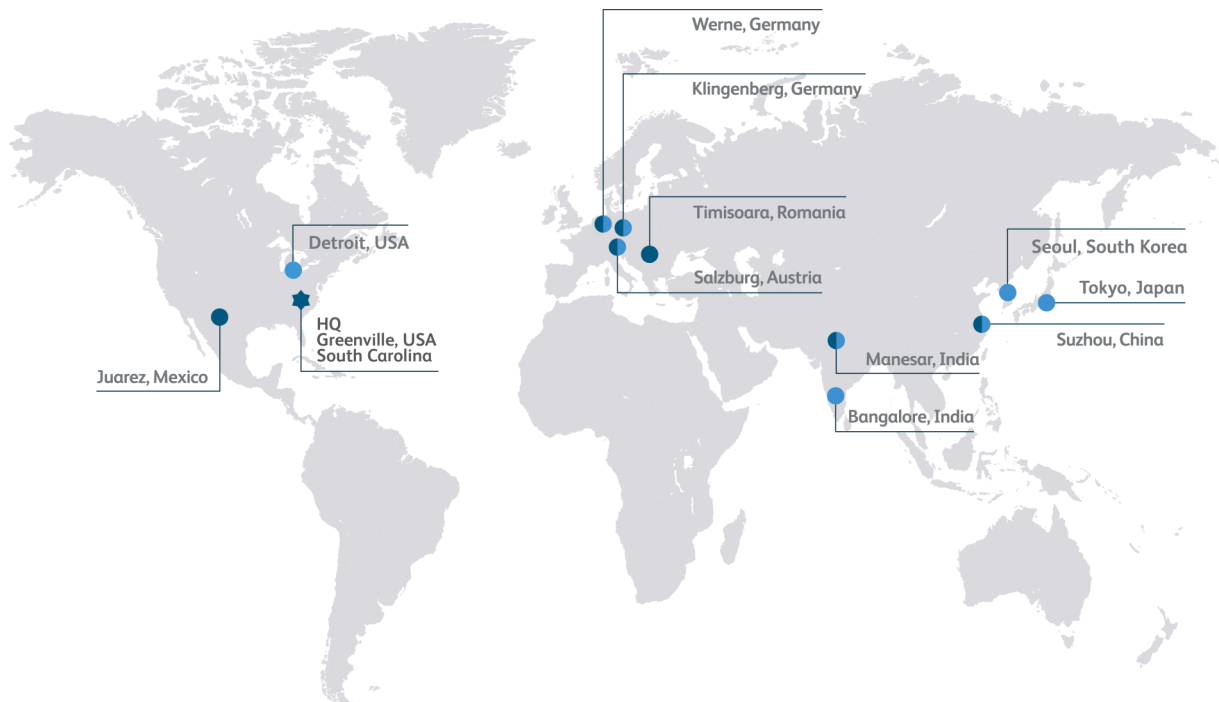 Werne, Germany
Klingenberg, Germany
Timisoara, Romania
Detroit, USA
Seoul, South Korea
Salzburg, Austria
Tokyo, Japan
HQ
Greenville, USA
South Carolina
Suzhou, China
Manesar, India
Juarez, Mexico
Bangalore, India